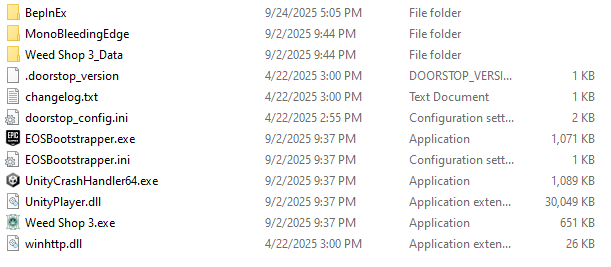 BepInEx 9/24/2025 5:05 PM File folder
MonoBleedingEdge 9/2/2025 9:44 PM File folder
Weed Shop 3_Data 9/2/2025 9:44 PM File folder
.doorstop_version 4/22/2025 3:00 PM DOORSTOP_VERSI... 1 KB
changelog.txt 4/22/2025 3:00 PM Text Document 1 KB
doorstop_config.ini 4/22/2025 2:55 PM Configuration sett... 2 KB
EOSBootstrapper.exe 9/2/2025 9:37 PM Application 1,071 KB
EOSBootstrapper.ini 9/2/2025 9:37 PM Configuration sett... 1 KB
UnityCrashHandler64.exe 9/2/2025 9:37 PM Application 1,089 KB
UnityPlayer.dll 9/2/2025 9:37 PM Application exten... 30,049 KB
Weed Shop 3.exe 9/2/2025 9:37 PM Application 651 KB
winhttp.dll 4/22/2025 3:00 PM Application exten... 26 KB